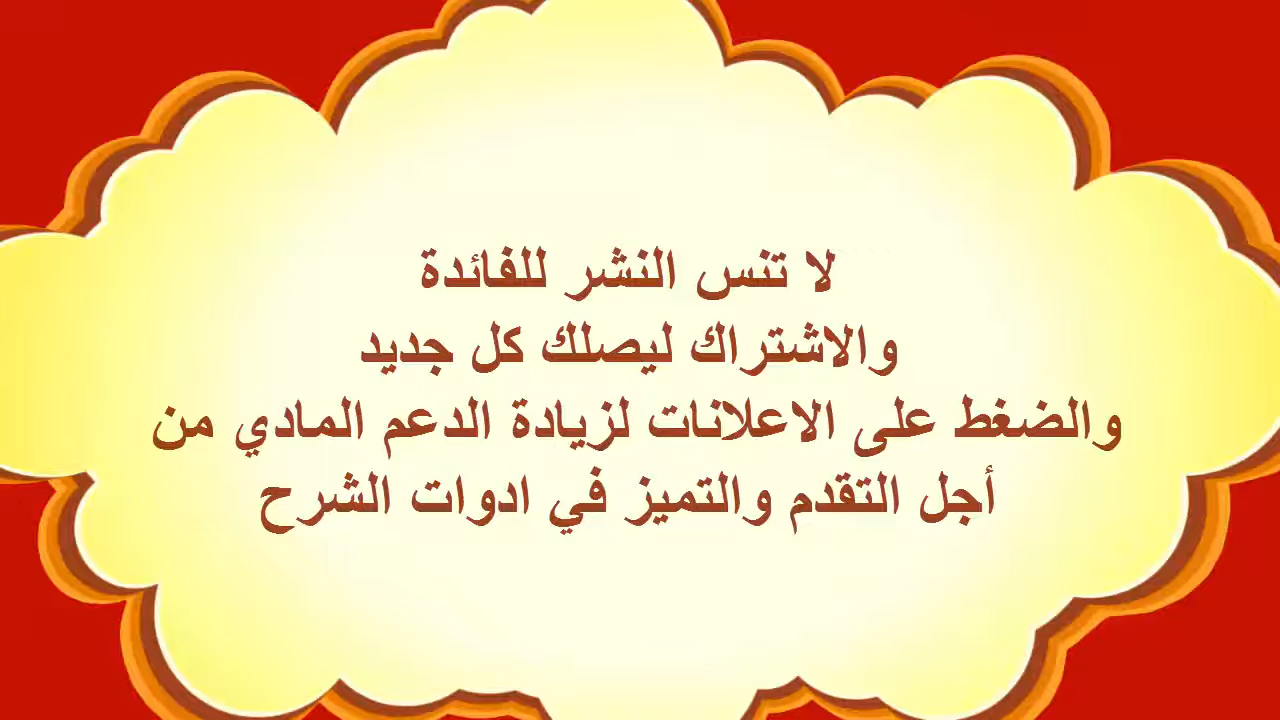 لا تنس النشر للفائدة
والاشتراك ليصلك كل جديد
والضغط على الاعلانات لزيادة الدعم المادي من
أجل التقدم والتميز في ادوات الشرح